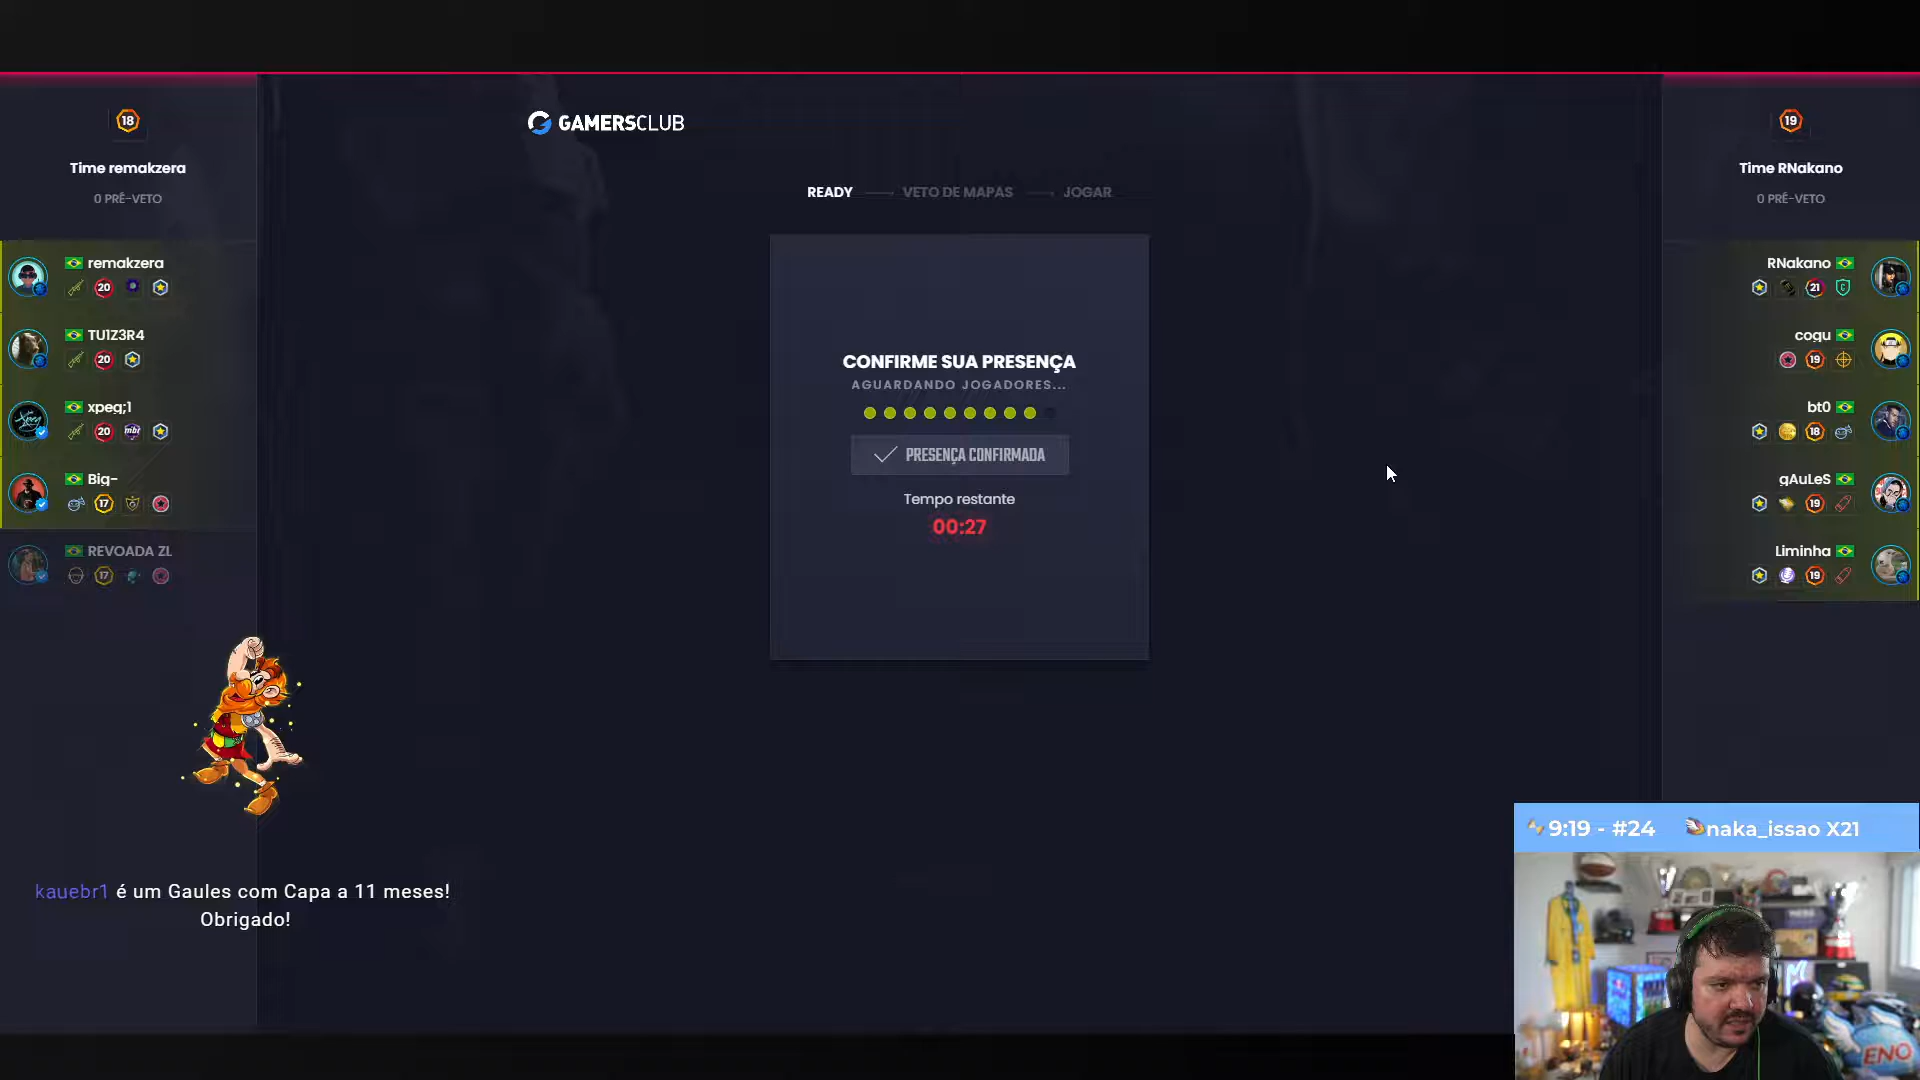 18
Time remakzera
0 PRÉ-VETO
remakzera
20
TU1Z3R4
20
xpeg;1
20
mbt
Big-
17
REVOADA ZL
17
GAMERSCLUB
READY
VETO DE MAPAS
JOGAR
CONFIRME SUA PRESENÇA
AGUARDANDO JOGADORES...
PRESENÇA CONFIRMADA
Tempo restante
00:27
19
Time RNakano
0 PRÉ-VETO
RNakano
21
cogu
19
bt0
18
gAuLeS
19
Liminha
19
kauebr1 é um Gaules com Capa a 11 meses!
Obrigado!
9:19 - #24 naka_issao X21
ENO